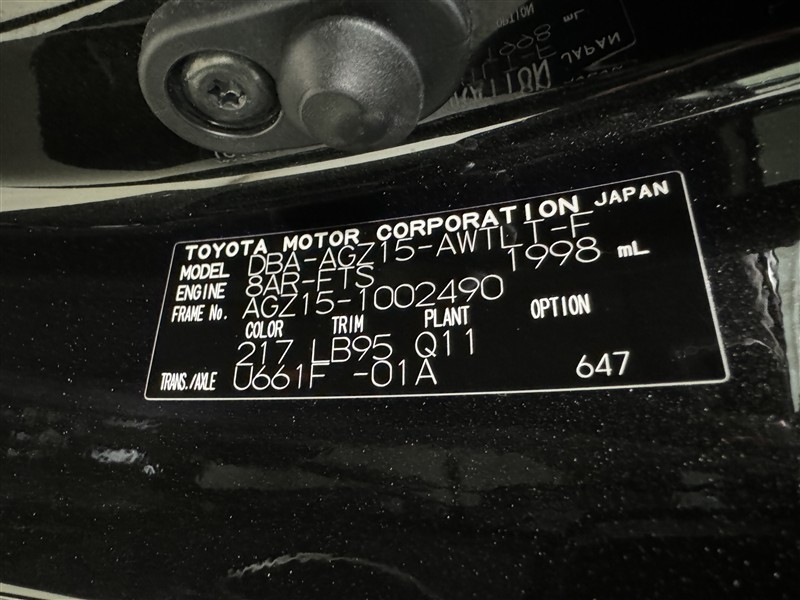 TOYOTA MOTOR CORPORATION JAPAN
MODEL DBA-AGZ15-AWTLT-F
ENGINE 8AR-FTS 1998 mL
FRAME No. AGZ15-1002490
COLOR TRIM PLANT OPTION
217 LB95 Q11
TRANS./AXLE U661F -01A 647